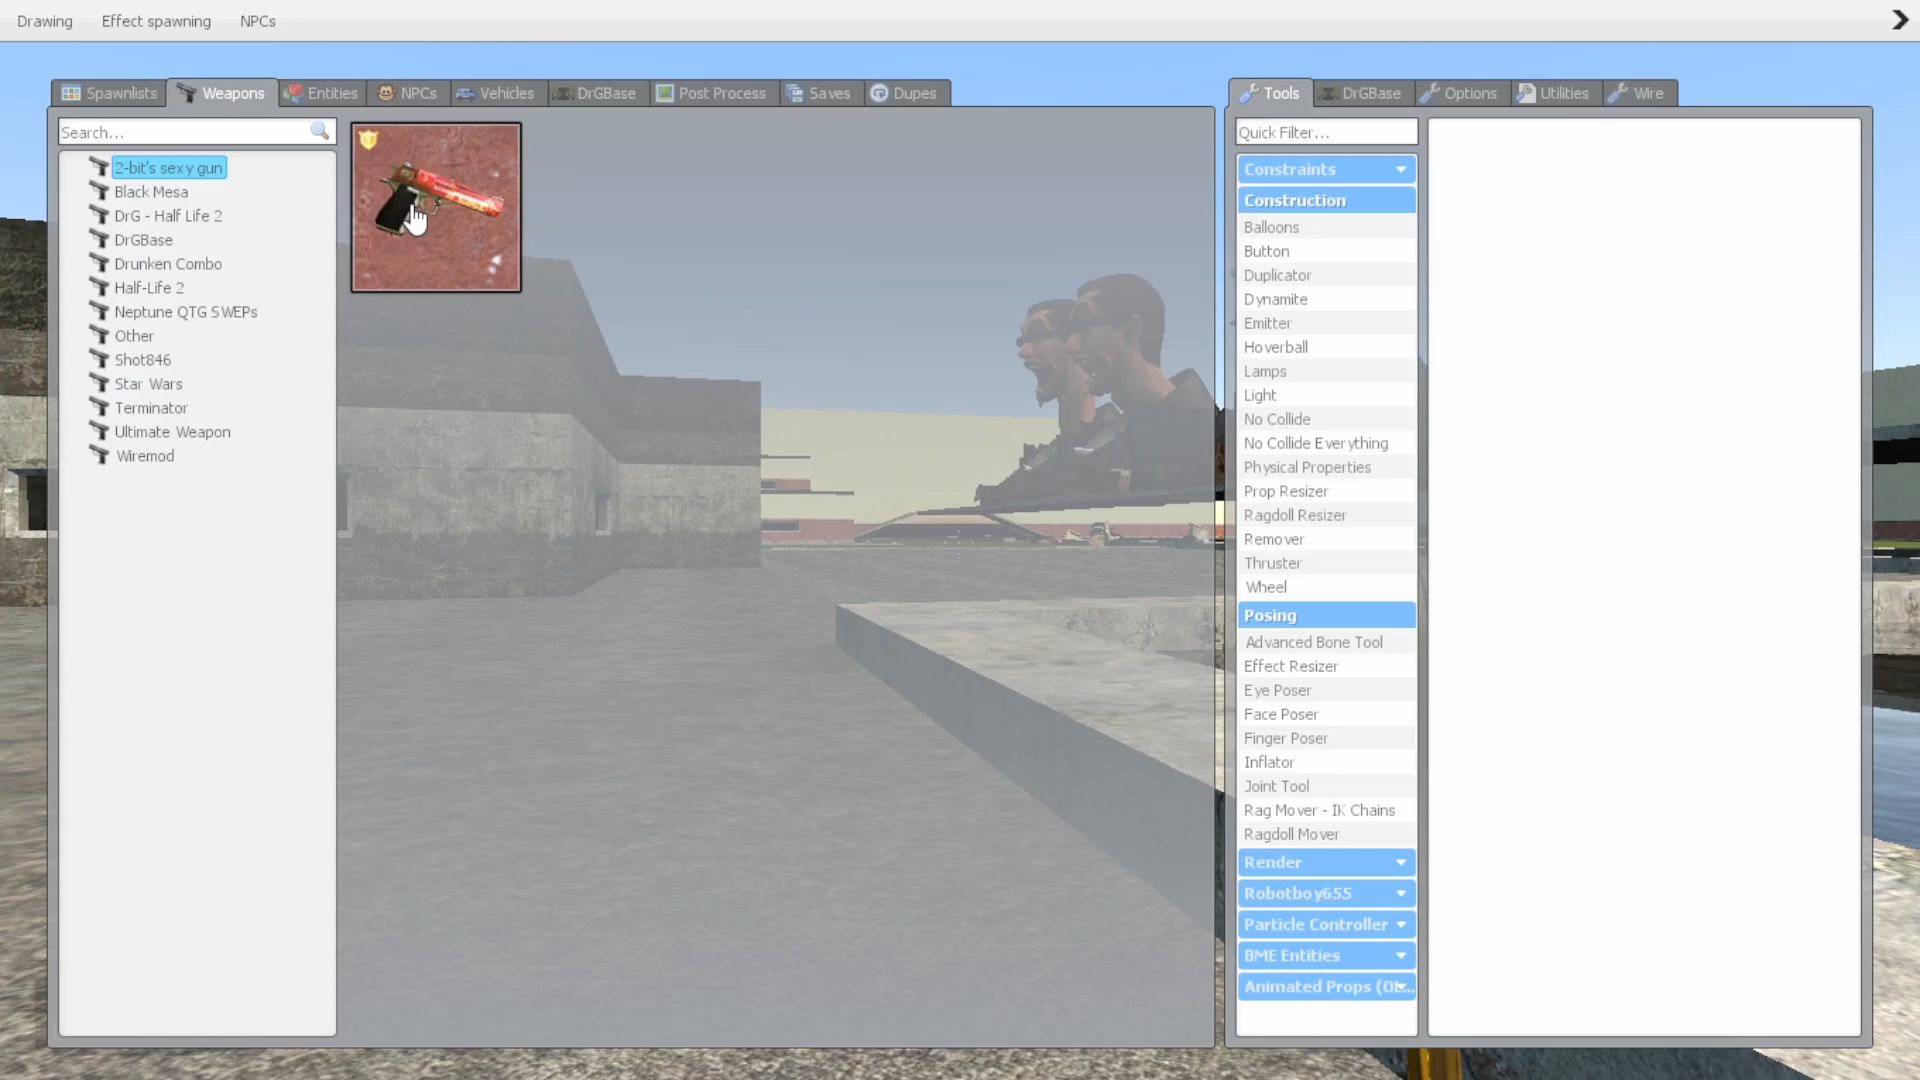 Drawing Effect spawning NPCs
Spawnlists Weapons Entities NPCs Vehicles DrGBase Post Process Saves Dupes
Search...
2-bit's sexy gun
Black Mesa
DrG - Half Life 2
DrGBase
Drunken Combo
Half-Life 2
Neptune QTG SWEPs
Other
Shot846
Star Wars
Terminator
Ultimate Weapon
Wiremod
Tools DrGBase Options Utilities Wire
Quick Filter...
Constraints
Construction
Balloons
Button
Duplicator
Dynamite
Emitter
Hoverball
Lamps
Light
No Collide
No Collide Everything
Physical Properties
Prop Resizer
Ragdoll Resizer
Remover
Thruster
Wheel
Posing
Advanced Bone Tool
Effect Resizer
Eye Poser
Face Poser
Finger Poser
Inflator
Joint Tool
Rag Mover - IK Chains
Ragdoll Mover
Render
Robotboy655
Particle Controller
BME Entities
Animated Props